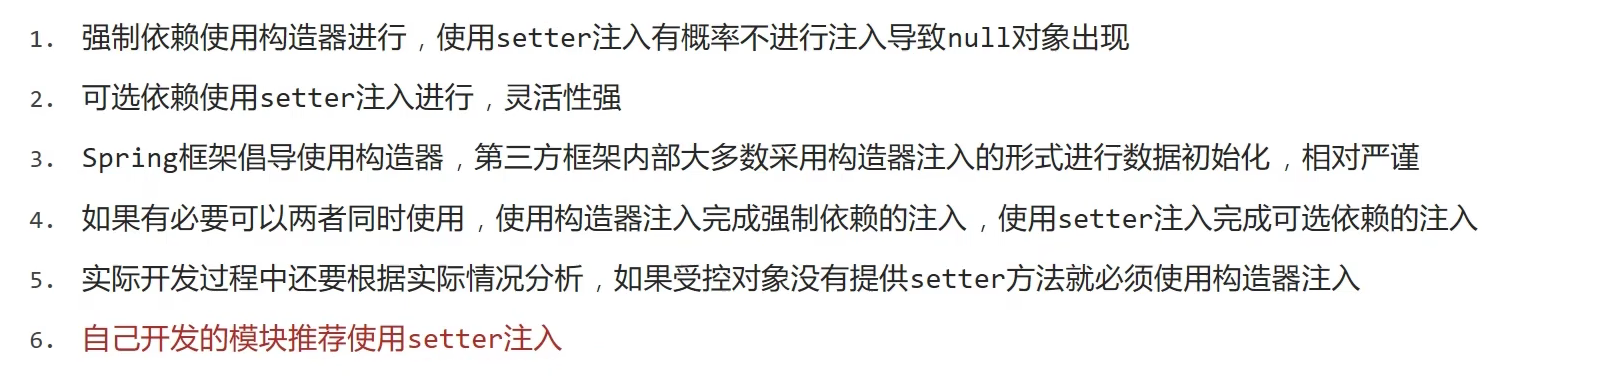 1. 强制依赖使用构造器进行，使用setter注入有概率不进行注入导致null对象出现
2. 可选依赖使用setter注入进行，灵活性强
3. Spring框架倡导使用构造器，第三方框架内部大多数采用构造器注入的形式进行数据初始化，相对严谨
4. 如果有必要可以两者同时使用，使用构造器注入完成强制依赖的注入，使用setter注入完成可选依赖的注入
5. 实际开发过程中还要根据实际情况分析，如果受控对象没有提供setter方法就必须使用构造器注入
6. 自己开发的模块推荐使用setter注入